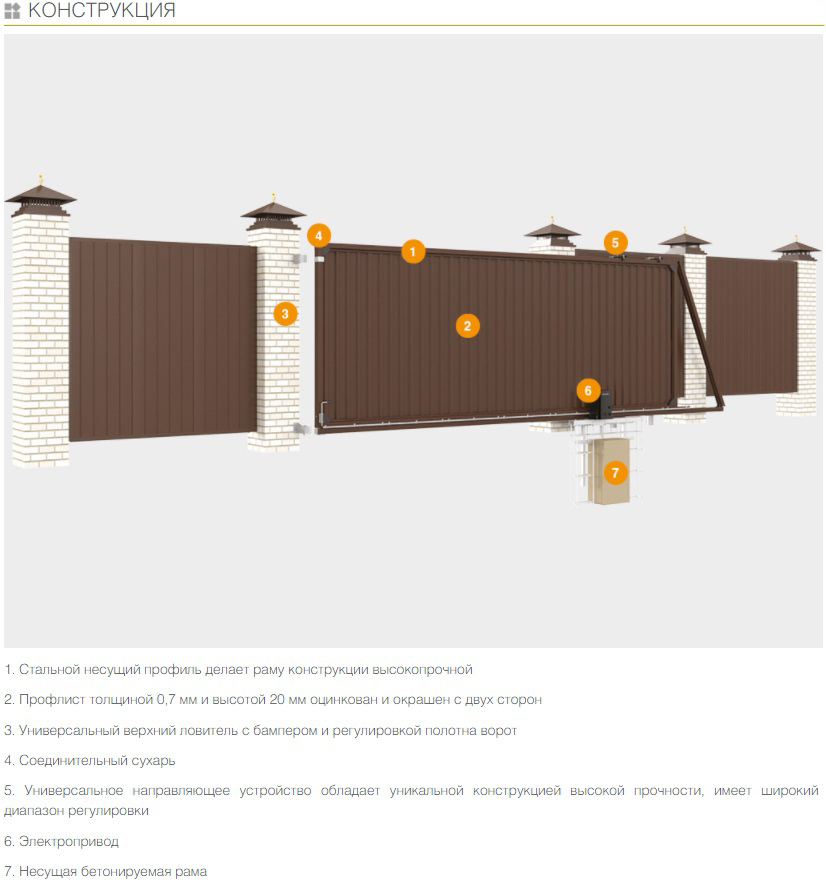 КОНСТРУКЦИЯ
4
1
5
3
2
6
7
1. Стальной несущий профиль делает раму конструкции высокопрочной
2. Профлист толщиной 0,7 мм и высотой 20 мм оцинкован и окрашен с двух сторон
3. Универсальный верхний ловитель с бампером и регулировкой полотна ворот
4. Соединительный сухарь
5. Универсальное направляющее устройство обладает уникальной конструкцией высокой прочности, имеет широкий
диапазон регулировки
6. Электропривод
7. Несущая бетонируемая рама